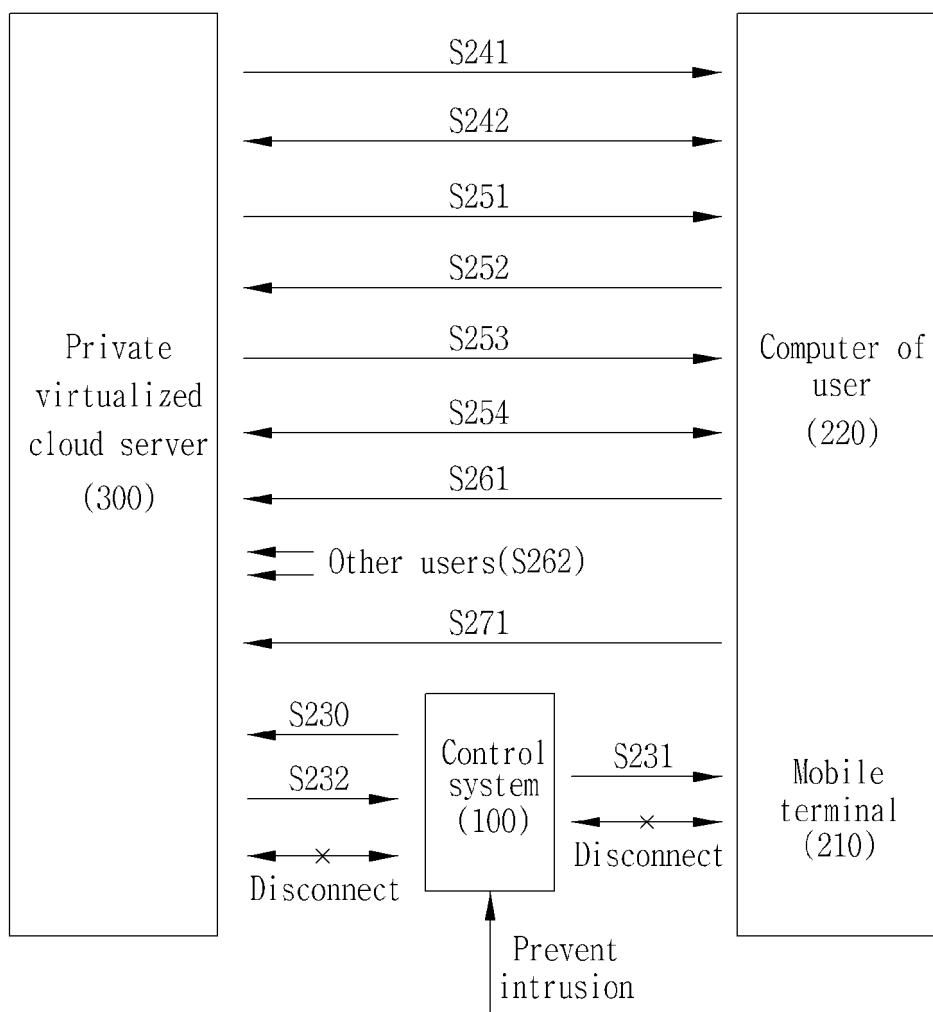 S241
S242
S251
S252
S253
S254
S261
Private
virtualized
cloud server
(300)
Computer of
user
(220)
Other users(S262)
S271
S230
S232
Disconnect
Control
system
(100)
S231
Disconnect
Mobile
terminal
(210)
Prevent
intrusion